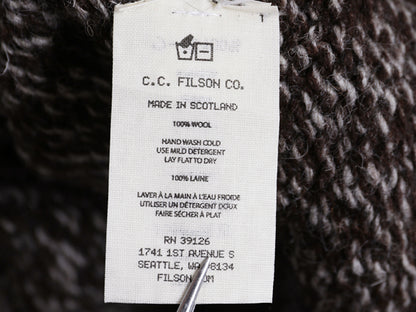 C.C. FILSON CO.
MADE IN SCOTLAND
100% WOOL
HAND WASH COLD
USE MILD DETERGENT
LAY FLAT TO DRY
100% LAINE
LAVER À LA MAIN À L'EAU FROIDE
UTILISER UN DÉTERGENT DOUX
FAIRE SÉCHER À PLAT
RN 39126
1741 1ST AVENUE S
SEATTLE, WA 98134
FILSON.COM